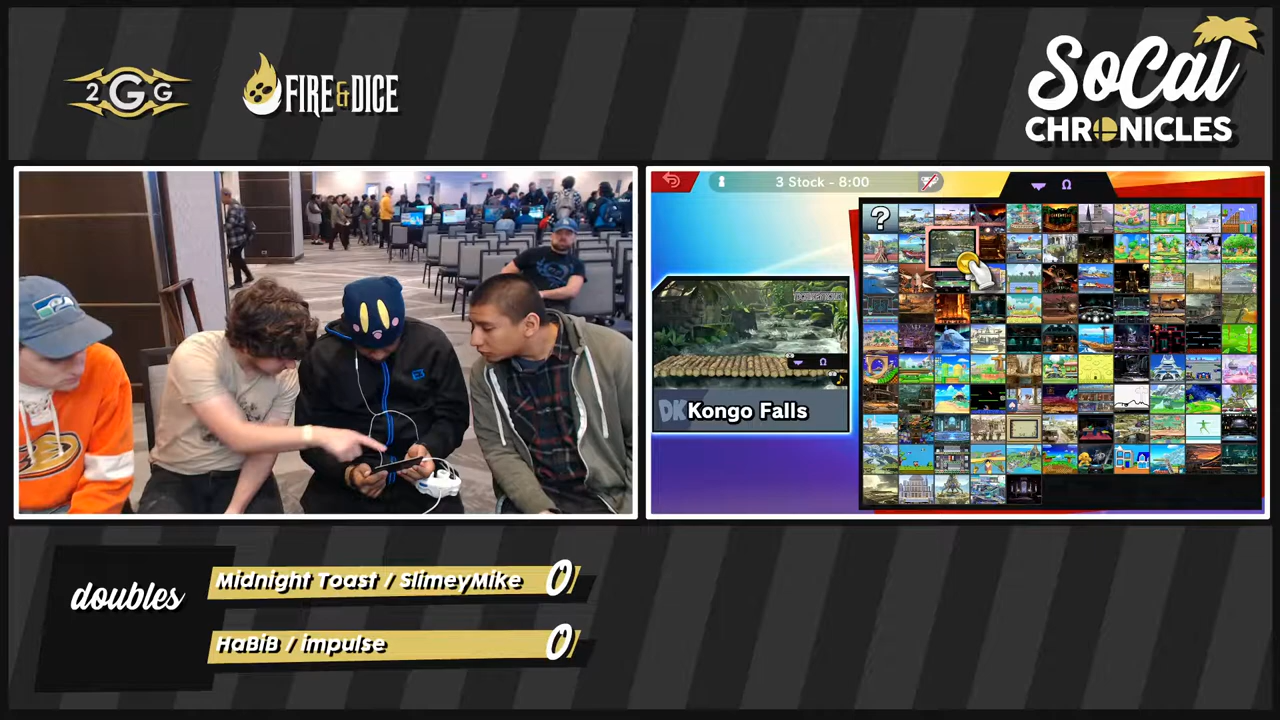 2GG
FIRE&DICE
SoCal
CHRONICLES
3 Stock - 8:00
Ω
?
Ω
DK Kongo Falls
doubles
Midnight Toast / SlimeyMike 0
HaBiB / impulse 0